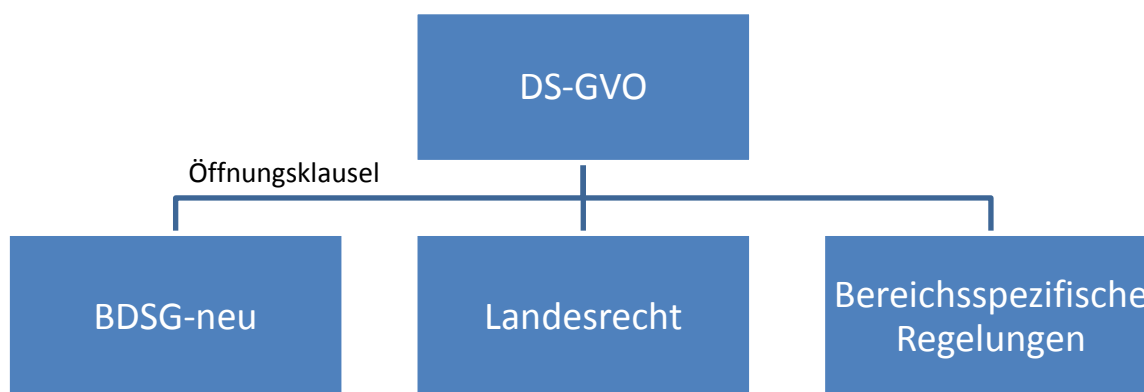 DS-GVO
Öffnungsklausel
BDSG-neu
Landesrecht
Bereichsspezifische
Regelungen